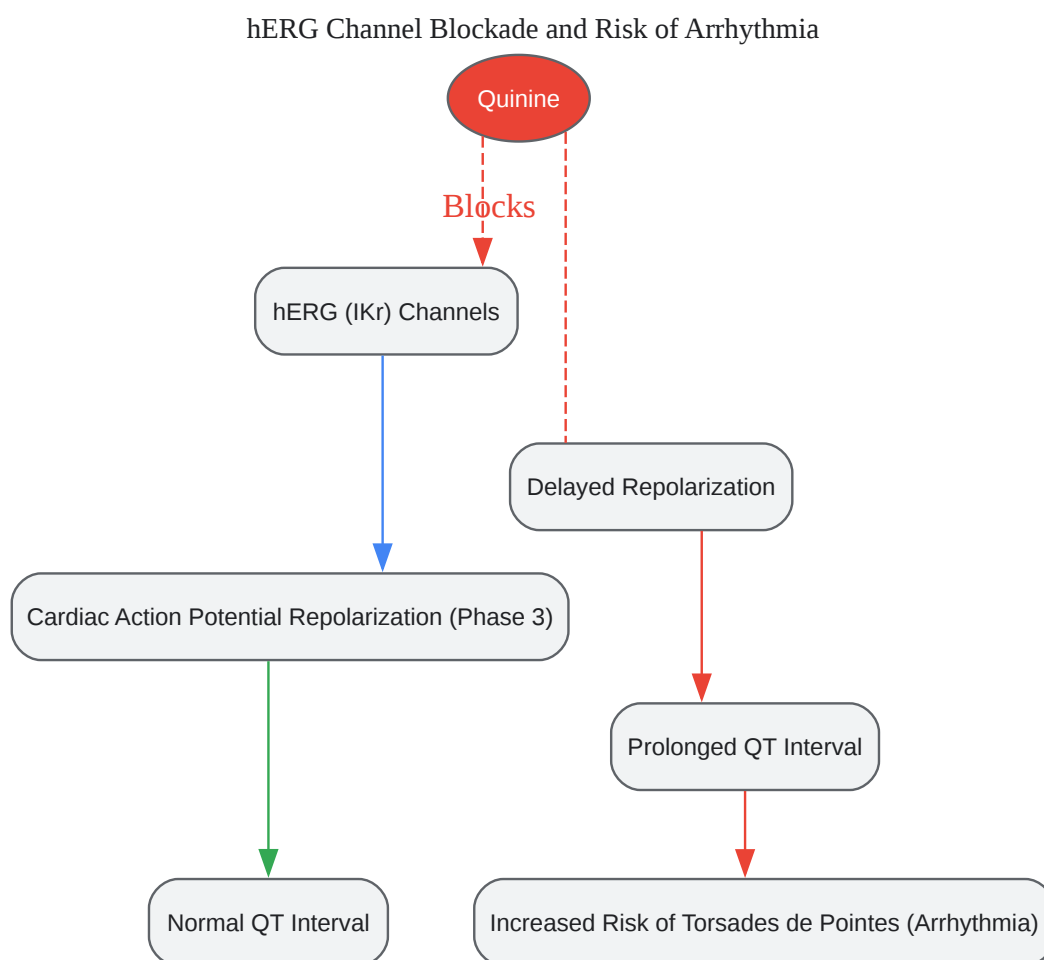 hERG Channel Blockade and Risk of Arrhythmia
Quinine
Blocks
hERG (IKr) Channels
Delayed Repolarization
Cardiac Action Potential Repolarization (Phase 3)
Prolonged QT Interval
Normal QT Interval
Increased Risk of Torsades de Pointes (Arrhythmia)